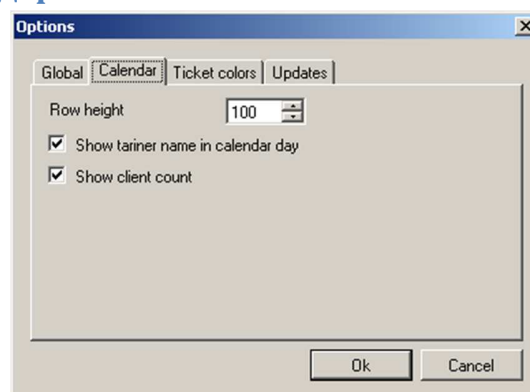 Options
Global Calendar Ticket colors Updates
Row height 100
Show tariner name in calendar day
Show client count
Ok Cancel